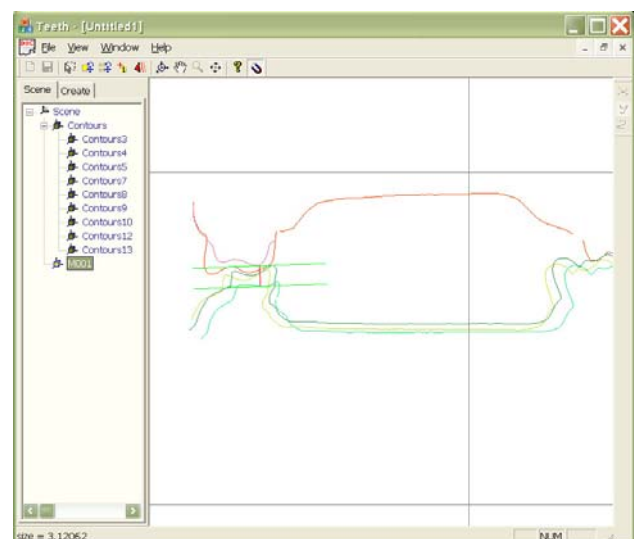 Teeth - [Untitled1]
File View Window Help
Scene Create
Scene
Contours
Contours3
Contours4
Contours5
Contours7
Contours8
Contours9
Contours10
Contours12
Contours13
M001
X
Y
Z
size = 3.12062
NUM